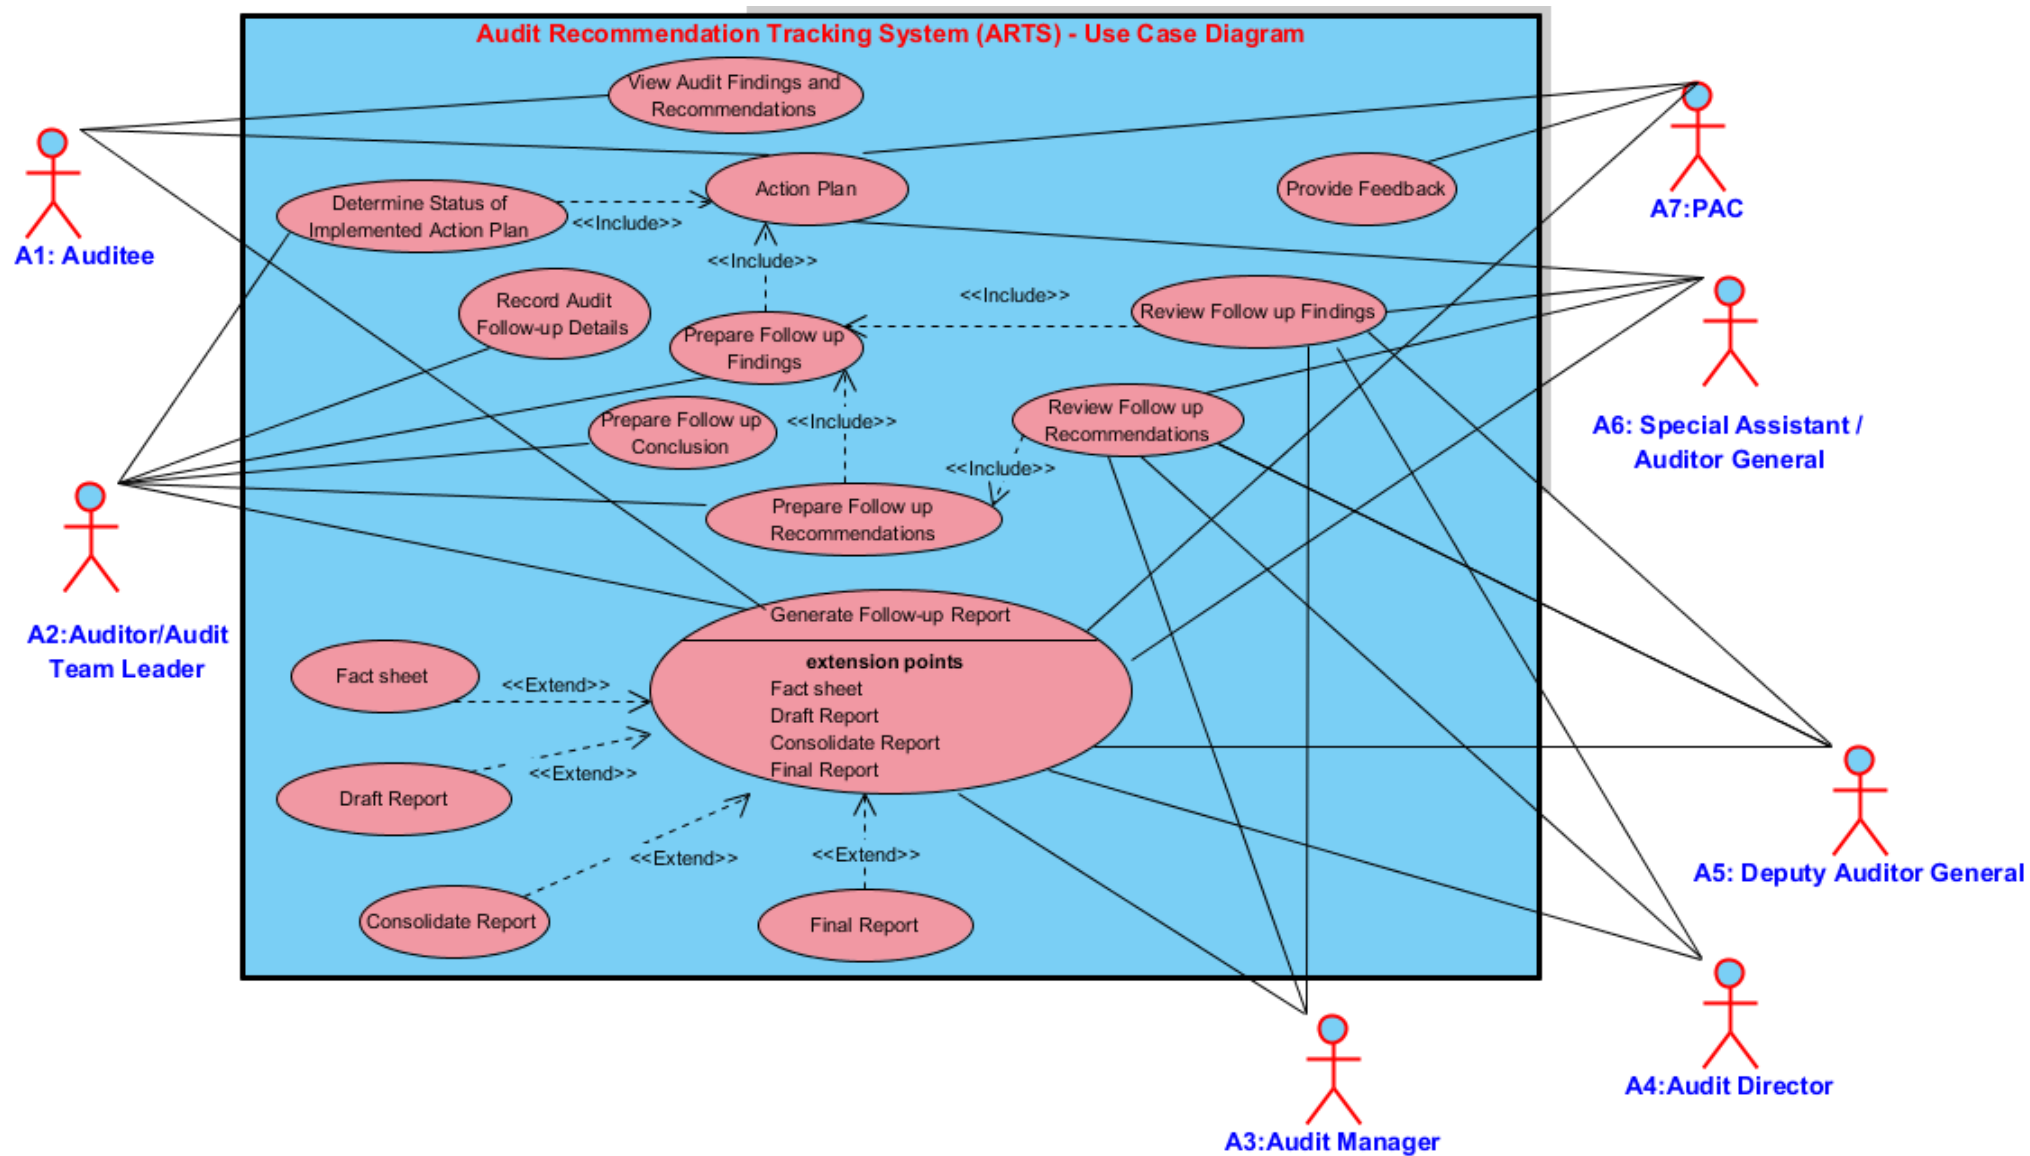 Audit Recommendation Tracking System (ARTS) - Use Case Diagram
View Audit Findings and
Recommendations
Action Plan
Provide Feedback
A7:PAC
A1: Auditee
Determine Status of
Implemented Action Plan
<<Include>>
<<Include>>
Record Audit
Follow-up Details
<<Include>>
Review Follow up Findings
Prepare Follow up
Findings
Prepare Follow up
Conclusion
<<Include>>
Review Follow up
Recommendations
<<Include>>
A6: Special Assistant /
Auditor General
Prepare Follow up
Recommendations
A2:Auditor/Audit
Team Leader
Generate Follow-up Report
extension points
Fact sheet
Draft Report
Consolidate Report
Final Report
Fact sheet
<<Extend>>
Draft Report
<<Extend>>
Consolidate Report
<<Extend>>
<<Extend>>
Final Report
A5: Deputy Auditor General
A4:Audit Director
A3:Audit Manager